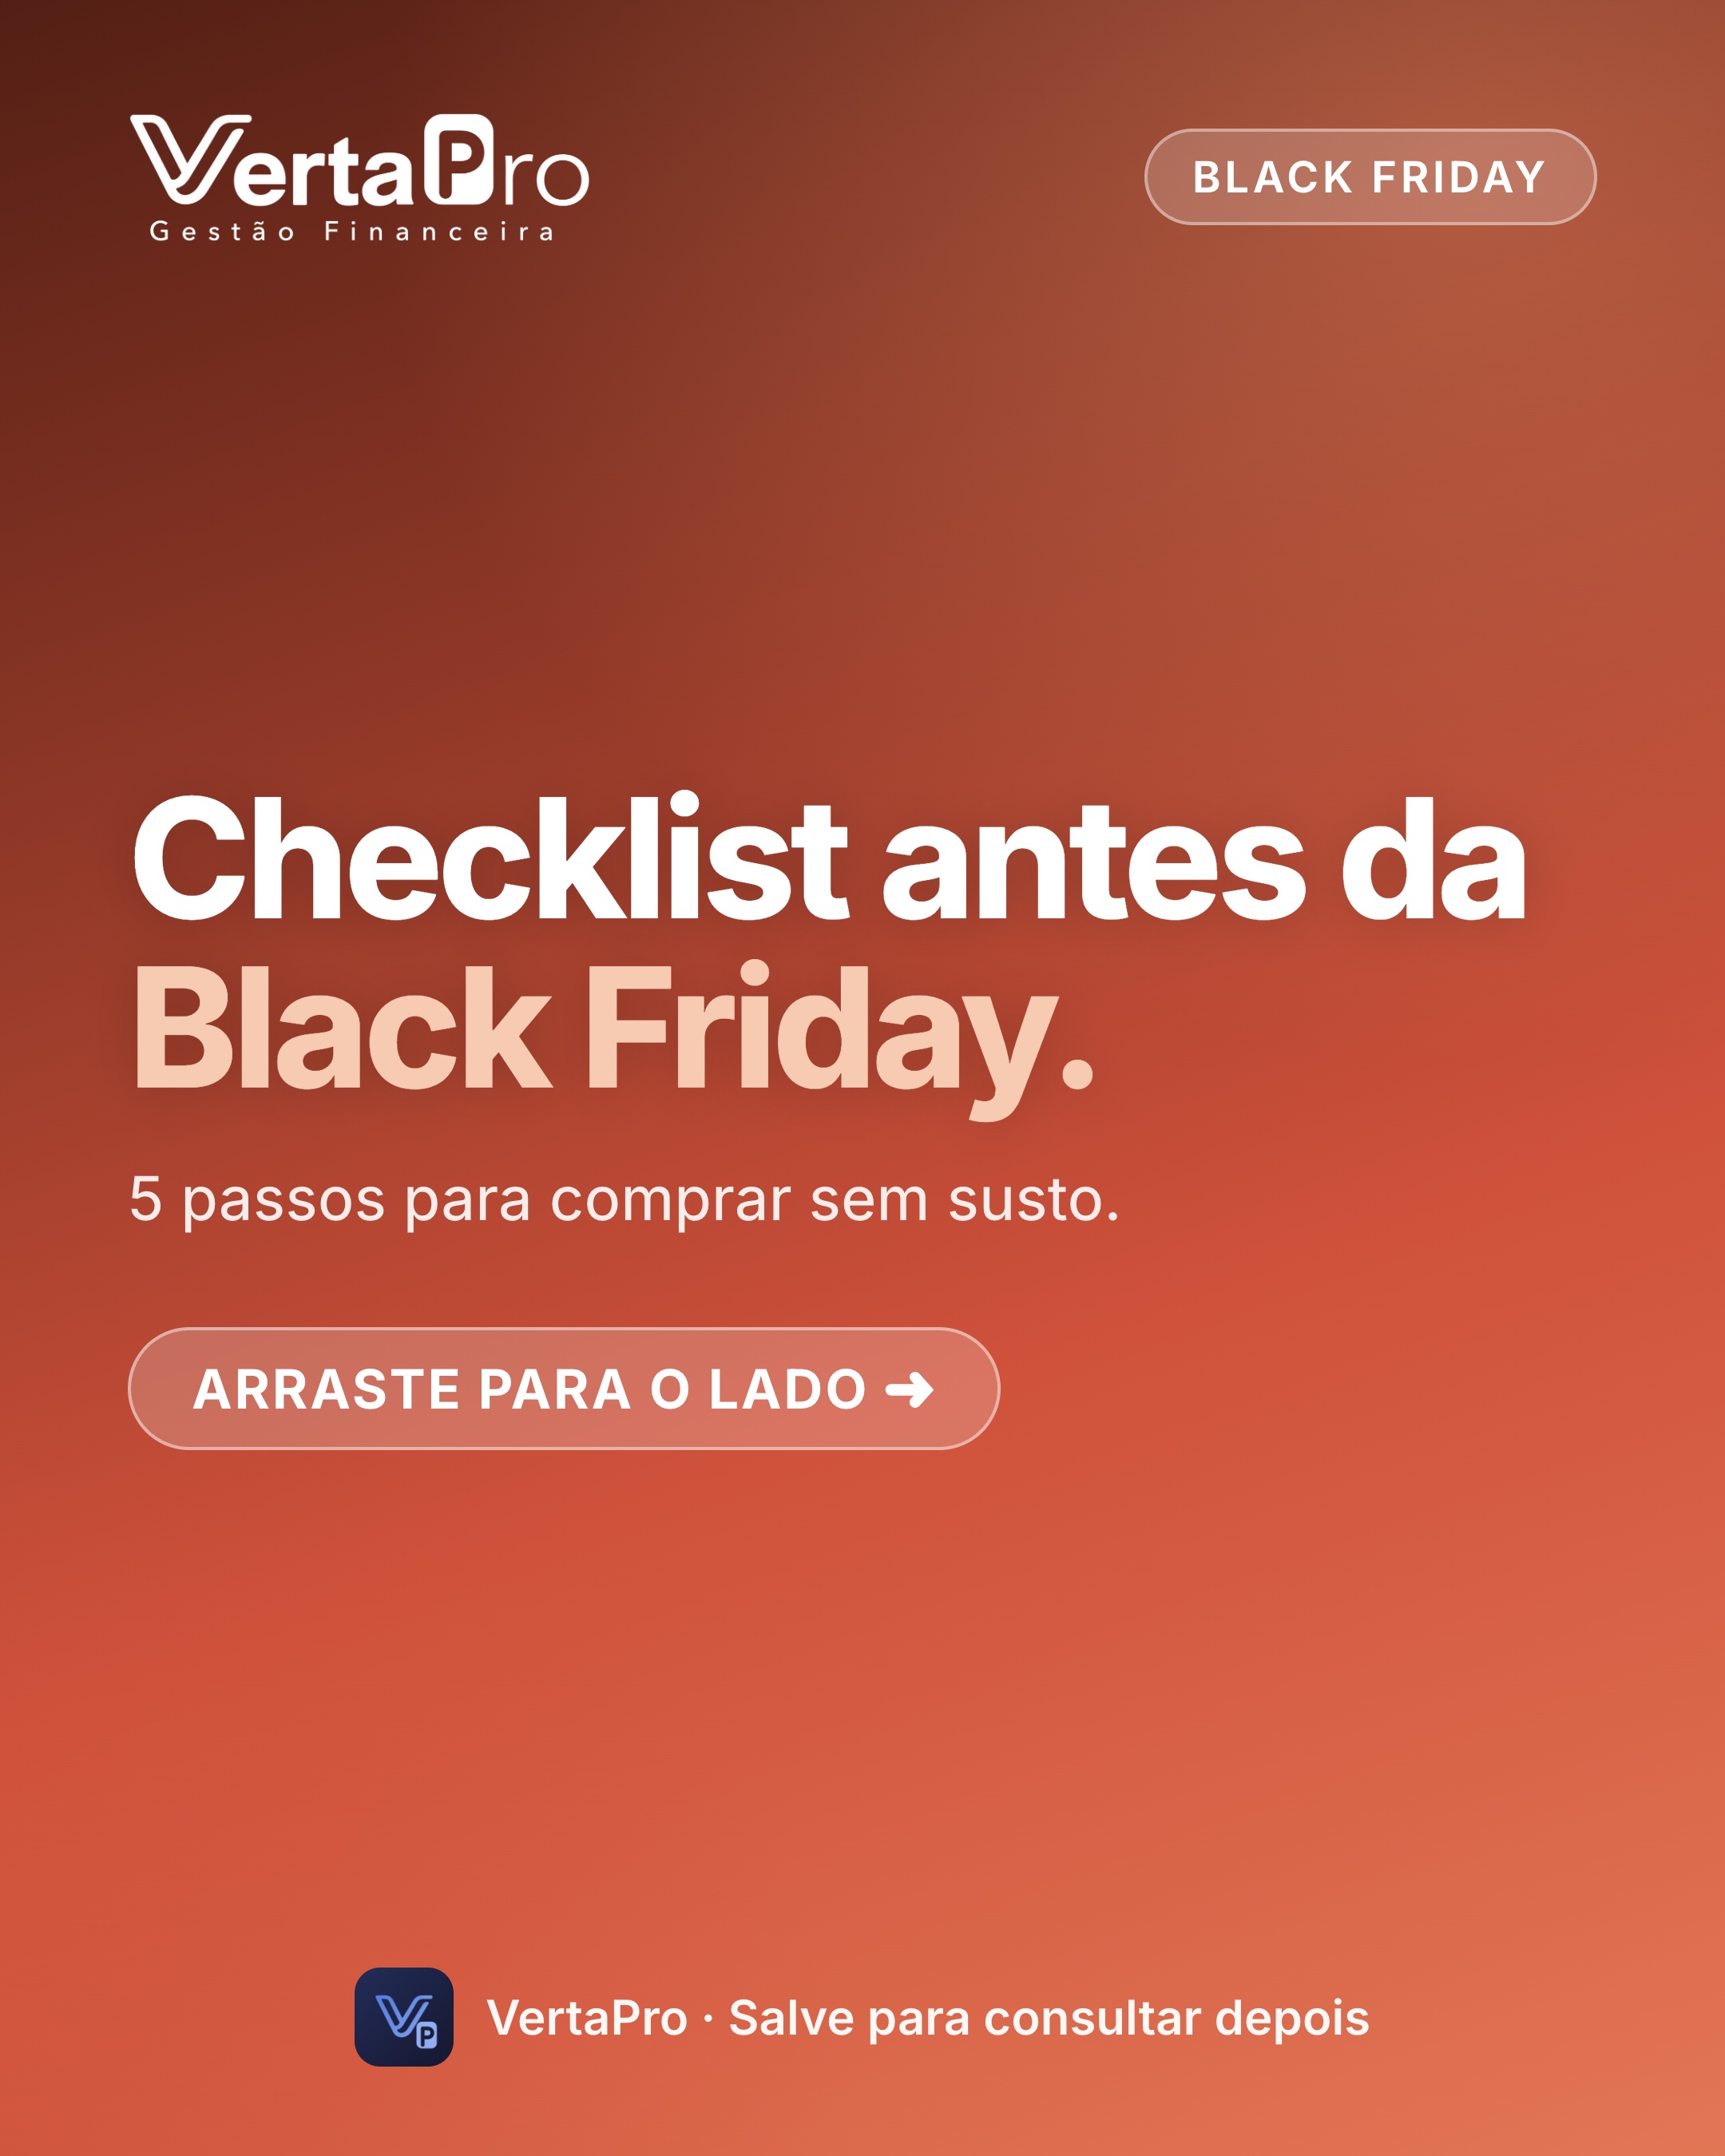 VertaPro
Gestão Financeira
BLACK FRIDAY
Checklist antes da
Black Friday.
5 passos para comprar sem susto.
ARRASTE PARA O LADO →
VP
VertaPro · Salve para consultar depois